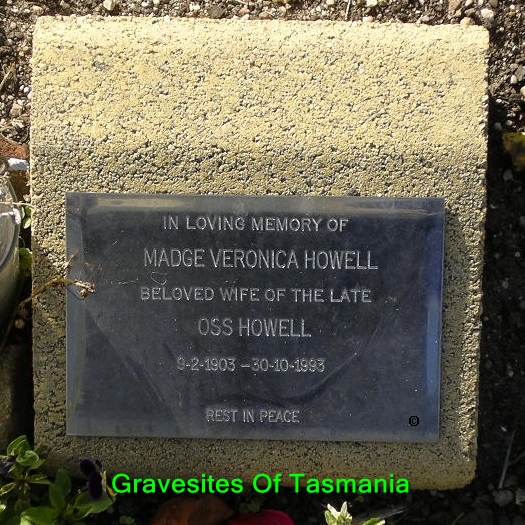 IN LOVING MEMORY OF
MADGE VERONICA HOWELL
BELOVED WIFE OF THE LATE
OSS HOWELL
9-2-1903 – 30-10-1993
REST IN PEACE
Gravesites Of Tasmania